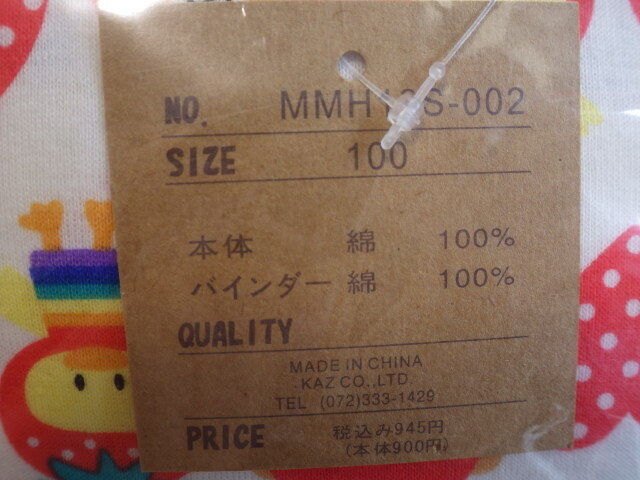 NO.
SIZE 100
本体 綿 100%
バインダー 綿 100%
QUALITY
MADE IN CHINA
KAZ CO.,LTD.
TEL (072)333-1429
PRICE 税込み945円
(本体900円)